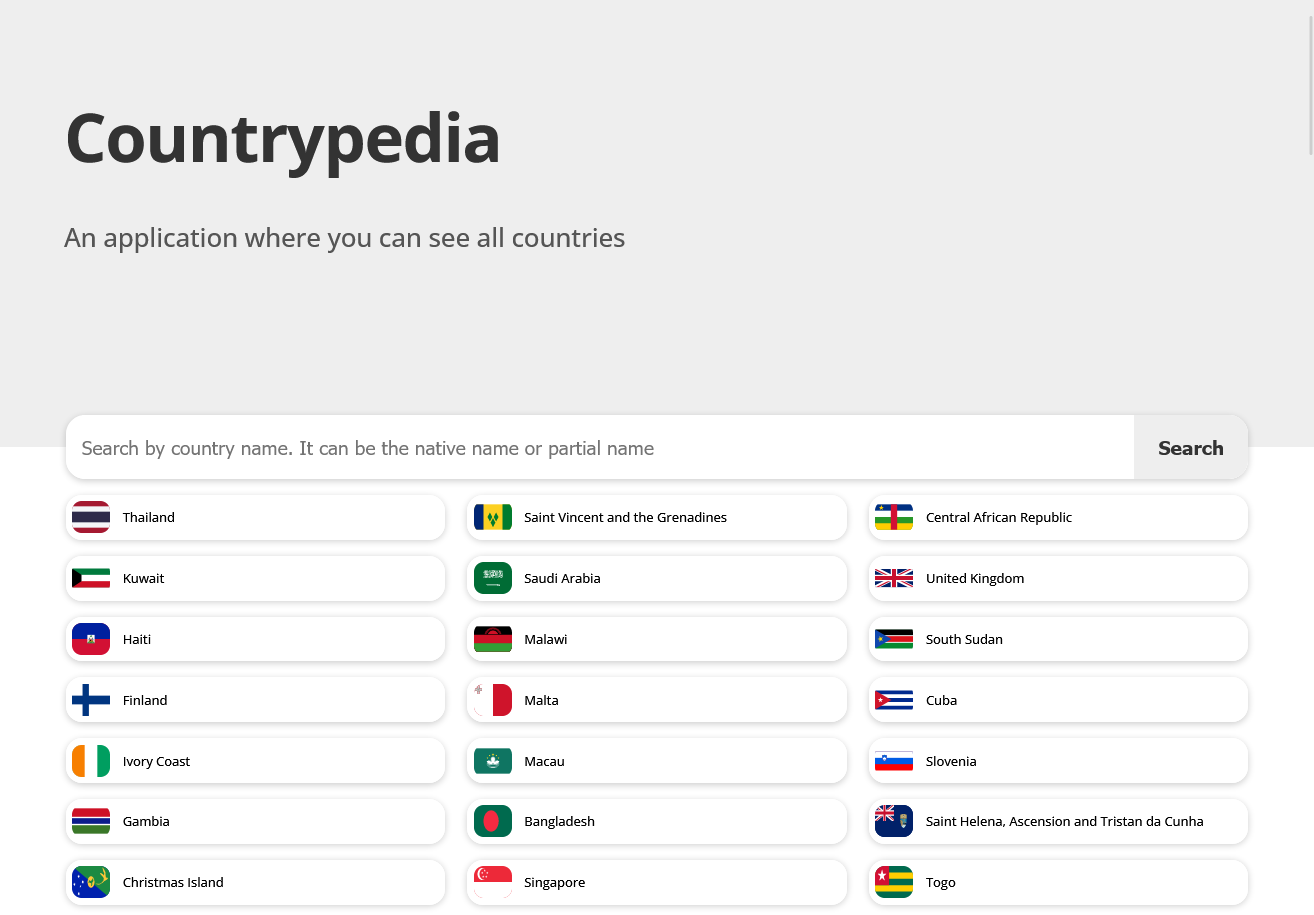 Countrypedia
An application where you can see all countries
Search by country name. It can be the native name or partial name
Search
Thailand
Saint Vincent and the Grenadines
Central African Republic
Kuwait
Saudi Arabia
United Kingdom
Haiti
Malawi
South Sudan
Finland
Malta
Cuba
Ivory Coast
Macau
Slovenia
Gambia
Bangladesh
Saint Helena, Ascension and Tristan da Cunha
Christmas Island
Singapore
Togo